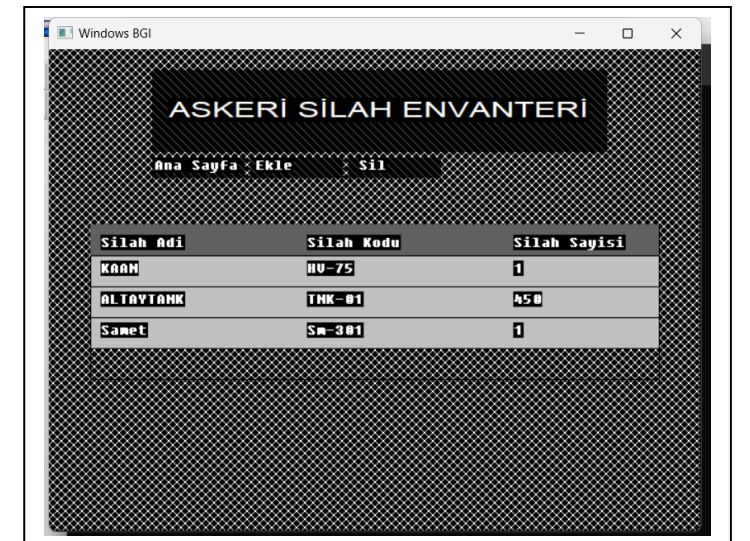 Windows BGI
ASKERİ SİLAH ENVANTERİ
Ana Sayfa Ekle Sil
Silah Adi Silah Kodu Silah Sayisi
KAAN HV-75 1
ALTAYTANK TNK-01 450
Samet Sm-301 1